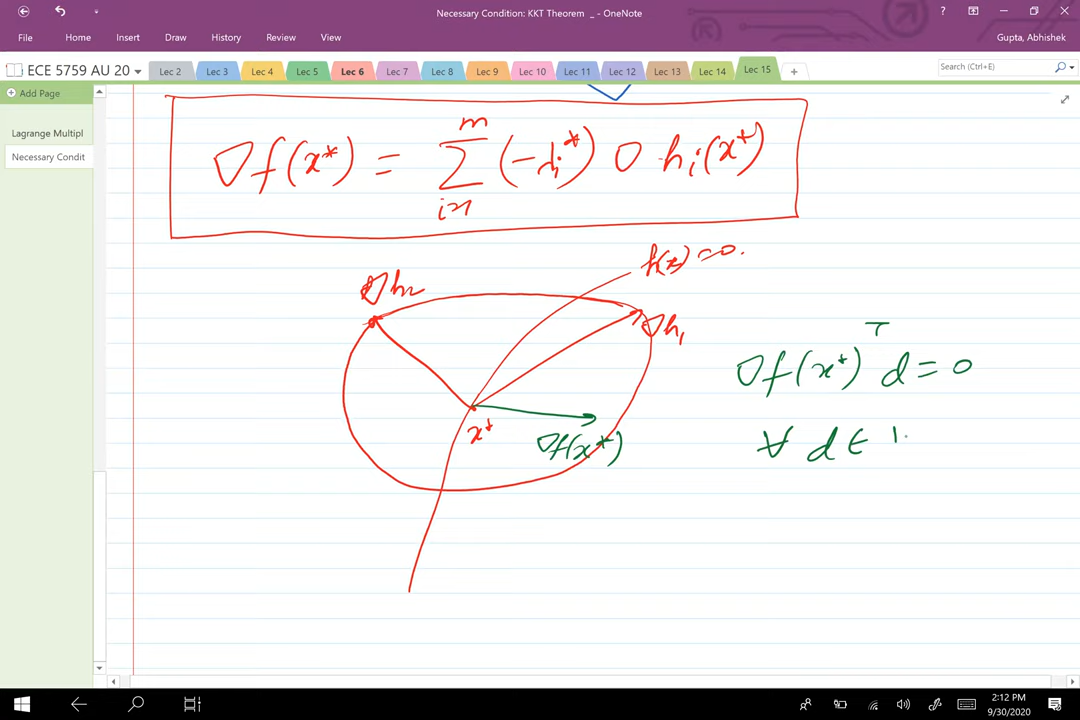 Necessary Condition: KKT Theorem _ - OneNote
?
File Home Insert Draw History Review View
Gupta, Abhishek
ECE 5759 AU 20
Lec 2 Lec 3 Lec 4 Lec 5 Lec 6 Lec 7 Lec 8 Lec 9 Lec 10 Lec 11 Lec 12 Lec 13 Lec 14 Lec 15 +
Search (Ctrl+E)
Add Page
Lagrange Multipl
Necessary Condit
∇f(x*) = ∑_{i=1}^{m} (-λ_i*) ∇h_i(x*)
h(x)=0.
∇h₂
∇h₁
x*
∇f(x*)
∇f(x*)ᵀ d = 0
∀ d ∈
2:12 PM
9/30/2020